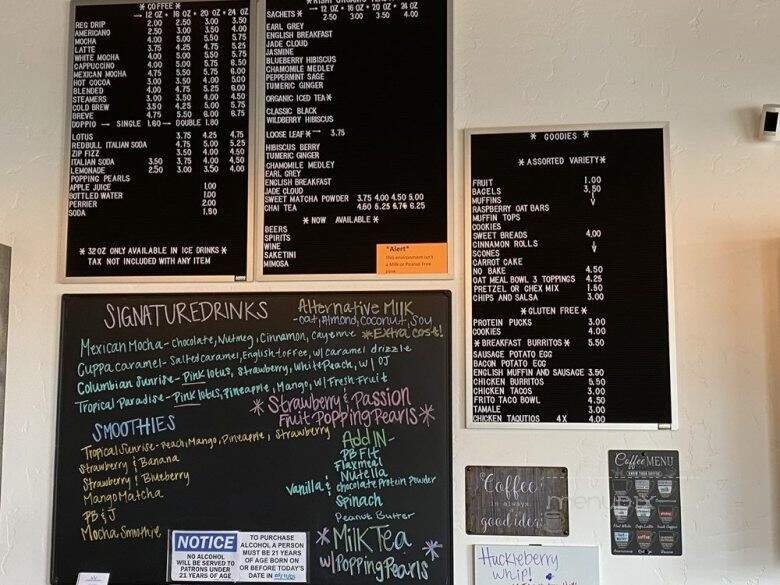 * COFFEE *
→ 12 OZ * 16 OZ * 20 OZ * 24 OZ
REG DRIP 2.00 2.50 3.00 3.50
AMERICANO 2.50 3.00 3.50 4.00
MOCHA 4.00 5.00 5.50 5.75
LATTE 3.75 4.25 4.75 5.25
WHITE MOCHA 4.00 5.00 5.50 5.75
CAPPUCCINO 4.00 5.00 5.75 6.50
MEXICAN MOCHA 4.75 5.50 5.75 6.00
HOT COCOA 3.00 3.50 4.00 5.00
BLENDED 4.00 4.75 5.25 6.00
STEAMERS 3.00 3.50 4.00 4.50
COLD BREW 3.50 4.25 5.00 5.75
BREVE 4.75 5.50 6.00 6.75
DOPPIO → SINGLE 1.60 → DOUBLE 1.80
LOTUS 3.75 4.25 4.75
REDBULL ITALIAN SODA 4.75 5.00 5.25
ZIP FIZZ 3.50 4.00 4.50
ITALIAN SODA 3.50 3.75 4.00 4.50
LEMONADE 2.50 3.00 3.50 4.00
POPPING PEARLS
APPLE JUICE 1.00
BOTTLED WATER 1.00
PERRIER 2.00
SODA 1.50
* 32OZ ONLY AVAILABLE IN ICE DRINKS *
TAX NOT INCLUDED WITH ANY ITEM
→ 12 OZ * 16 OZ * 20 OZ * 24 OZ
SACHETS * 2.50 3.00 3.50 4.00
EARL GREY
ENGLISH BREAKFAST
JADE CLOUD
JASMINE
BLUEBERRY HIBISCUS
CHAMOMILE MEDLEY
PEPPERMINT SAGE
TUMERIC GINGER
ORGANIC ICED TEA*
CLASSIC BLACK
WILDBERRY HIBISCUS
LOOSE LEAF* → 3.75
HIBISCUS BERRY
TUMERIC GINGER
CHAMOMILE MEDLEY
EARL GREY
ENGLISH BREAKFAST
JADE CLOUD
SWEET MATCHA POWDER 3.75 4.00 4.50 5.00
CHAI TEA 4.50 5.25 5.75 6.25
* NOW AVAILABLE *
BEERS
SPIRITS
WINE
SAKETINI
MIMOSA
"Alert"
This environment isn't
a Milk or Peanut Free
* GOODIES *
* ASSORTED VARIETY*
FRUIT 1.00
BAGELS 3.50
MUFFINS
RASPBERRY OAT BARS
MUFFIN TOPS
COOKIES
SWEET BREADS 4.00
CINNAMON ROLLS
SCONES
CARROT CAKE
NO BAKE 4.50
OAT MEAL BOWL 3 TOPPINGS 4.25
PRETZEL OR CHEX MIX 1.50
CHIPS AND SALSA 3.00
*GLUTEN FREE*
PROTEIN PUCKS 3.00
COOKIES 4.00
* BREAKFAST BURRITOS* 5.50
SAUSAGE POTATO EGG
BACON POTATO EGG
ENGLISH MUFFIN AND SAUSAGE 3.50
CHICKEN BURRITOS 5.50
CHICKEN TACOS 3.00
FRITO TACO BOWL 4.50
TAMALE 3.00
CHICKEN TAQUTIOS 4X 4.00
SIGNATURE DRINKS
Alternative Milk
-oat, Almond, coconut, Soy
*Extra cost!
Mexican Mocha- chocolate, Nutmeg, Cinnamon, Cayenne
Cuppa caramel- Salted Caramel, English toffee, w/ caramel drizzle
Columbian Sunrise- Pink lotus, Strawberry, White Peach, w/ OJ
Tropical Paradise- Pink lotus, Pineapple, Mango, w/ Fresh Fruit
*Strawberry & Passion
Fruit Popping Pearls*
SMOOTHIES
Tropical Sunrise- Peach, Mango, Pineapple, Strawberry
Strawberry & Banana
Strawberry & Blueberry
Mango Matcha
PB & J
Mocha Smoothie
Add IN-
PB Fit
Flaxmeal
Nutella
Vanilla & chocolate Protein Powder
Spinach
Peanut Butter
*Milk Tea*
w/ Popping Pearls
NOTICE
NO ALCOHOL
WILL BE SERVED TO
PATRONS UNDER
21 YEARS OF AGE
TO PURCHASE
ALCOHOL A PERSON
MUST BE 21 YEARS
OF AGE BORN ON
OR BEFORE TODAY'S
DATE IN
Coffee
is always a
good idea
Coffee MENU
Huckleberry
Whip!
menupix